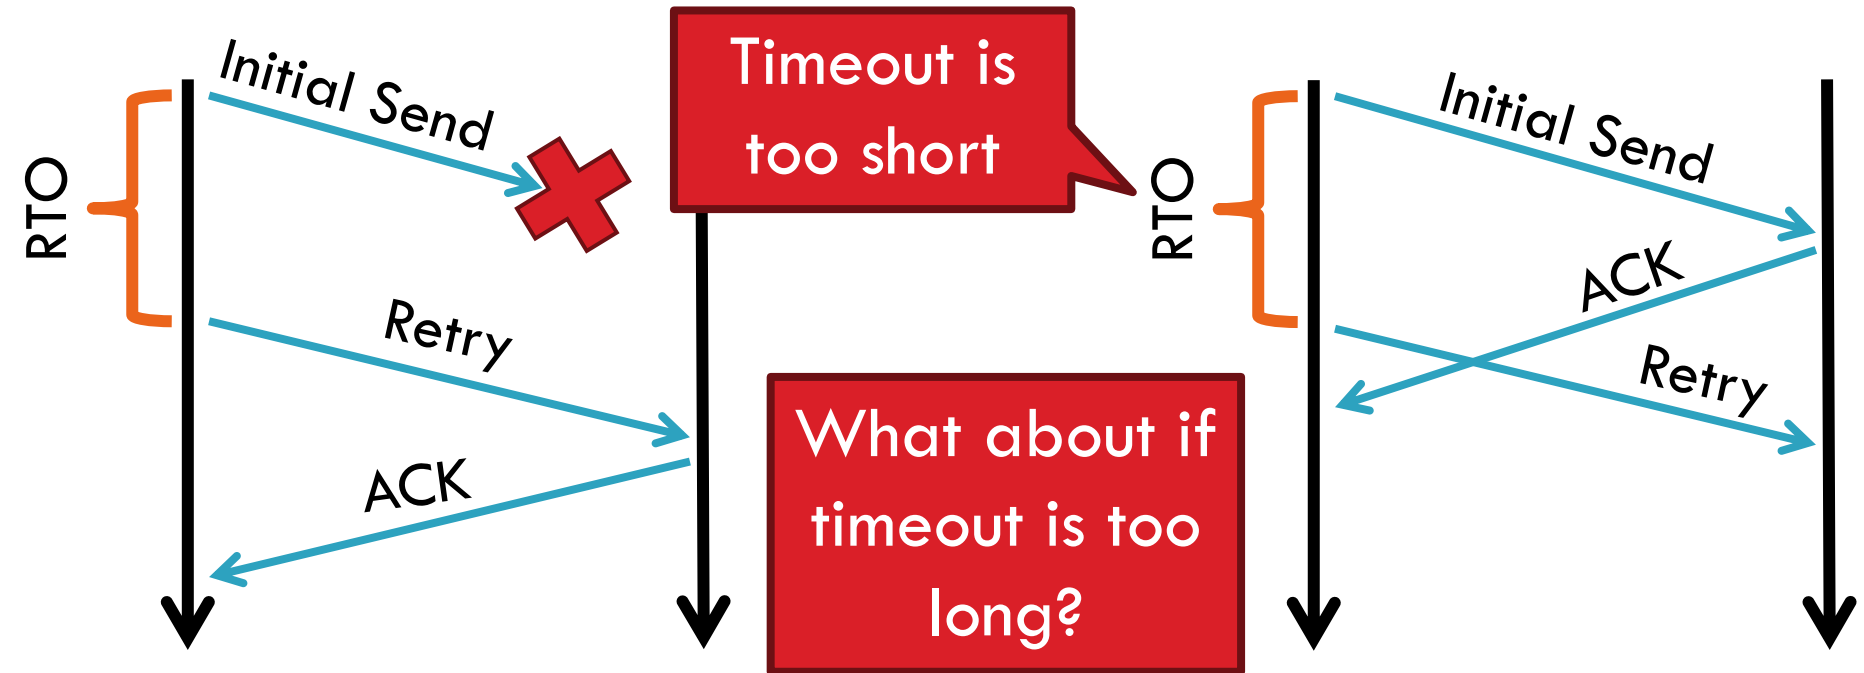 RTO
Initial Send
Retry
ACK
Timeout is
too short
What about if
timeout is too
long?
RTO
Initial Send
ACK
Retry